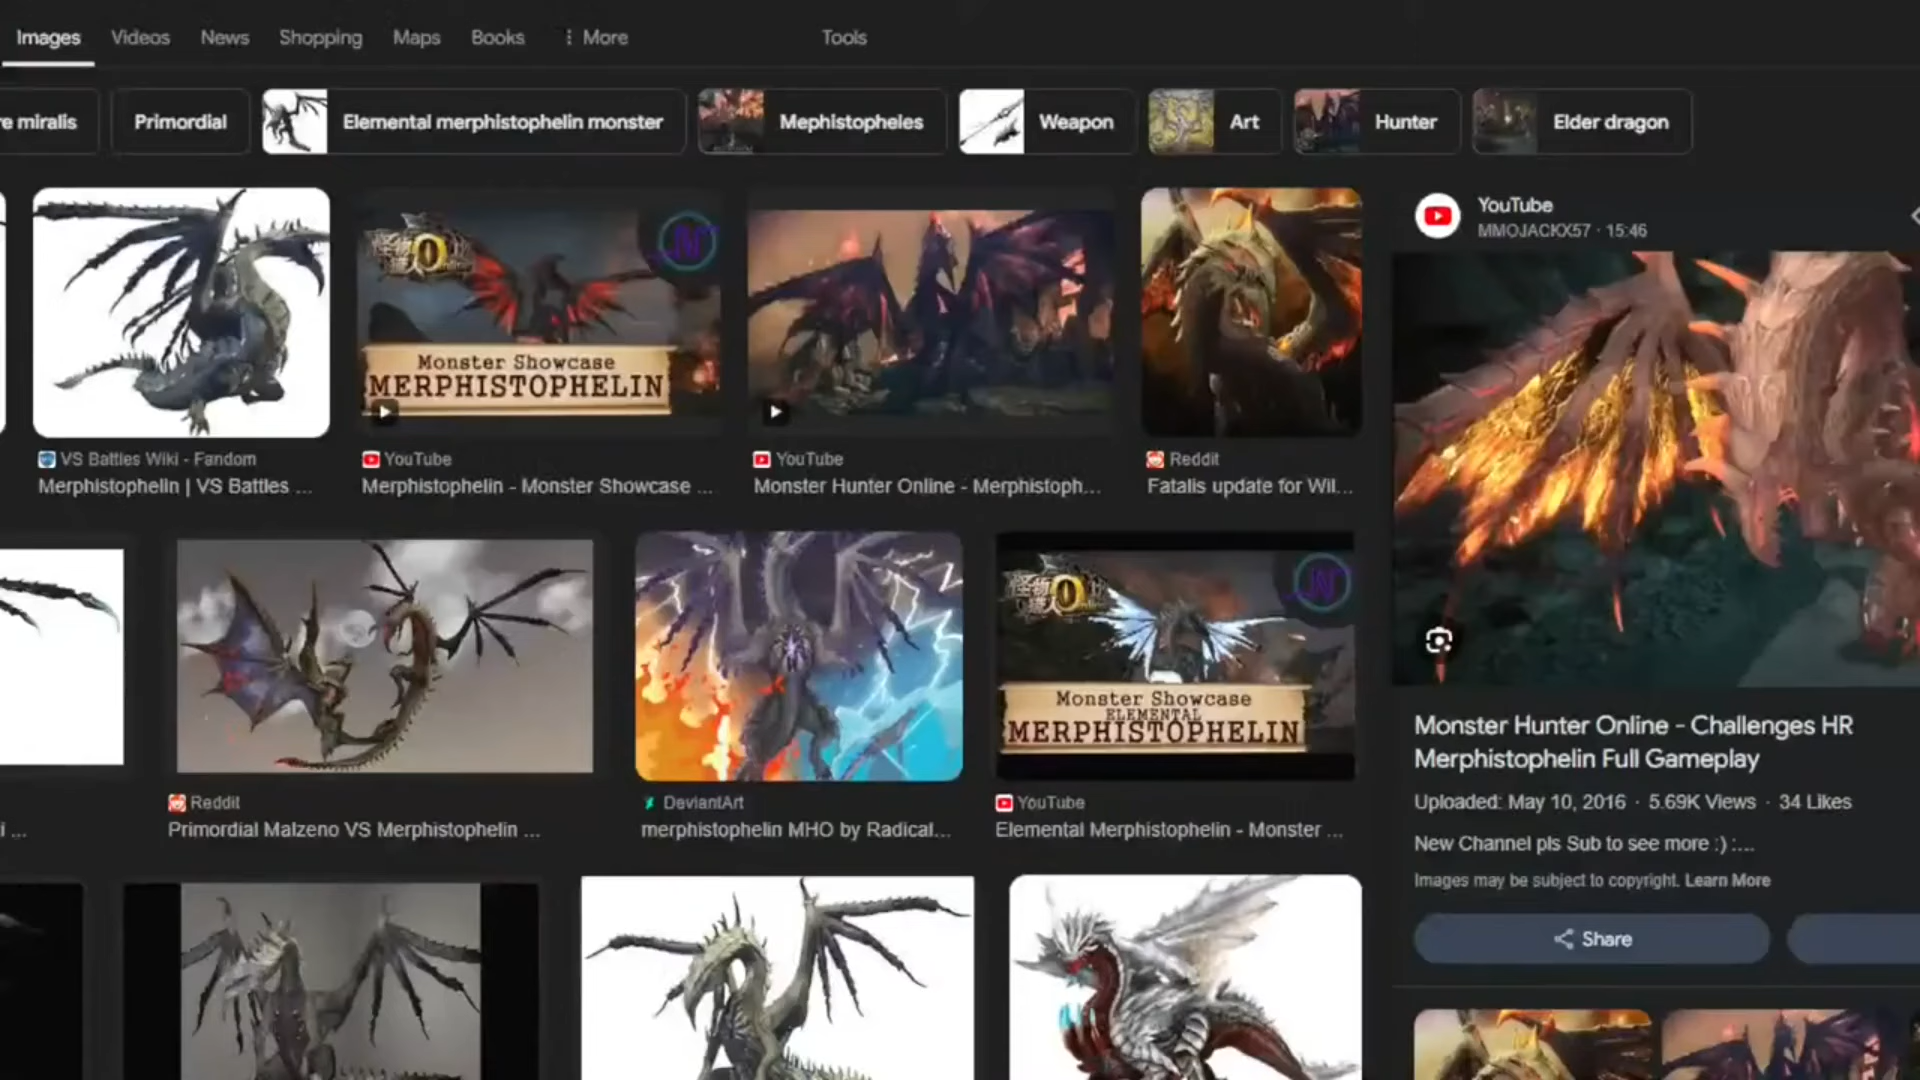 Images Videos News Shopping Maps Books More Tools
e miralis Primordial Elemental merphistophelin monster Mephistopheles Weapon Art Hunter Elder dragon
Monster Showcase
MERPHISTOPHELIN
VS Battles Wiki - Fandom
Merphistophelin | VS Battles ...
YouTube
Merphistophelin - Monster Showcase ...
YouTube
Monster Hunter Online - Merphistoph...
Reddit
Fatalis update for Wil...
Reddit
Primordial Malzeno VS Merphistophelin ...
DeviantArt
merphistophelin MHO by Radical...
Monster Showcase
ELEMENTAL
MERPHISTOPHELIN
YouTube
Elemental Merphistophelin - Monster ...
i ...
YouTube
MMOJACKX57 · 15:46
Monster Hunter Online - Challenges HR
Merphistophelin Full Gameplay
Uploaded: May 10, 2016 · 5.69K Views · 34 Likes
New Channel pls Sub to see more :) :...
Images may be subject to copyright. Learn More
Share